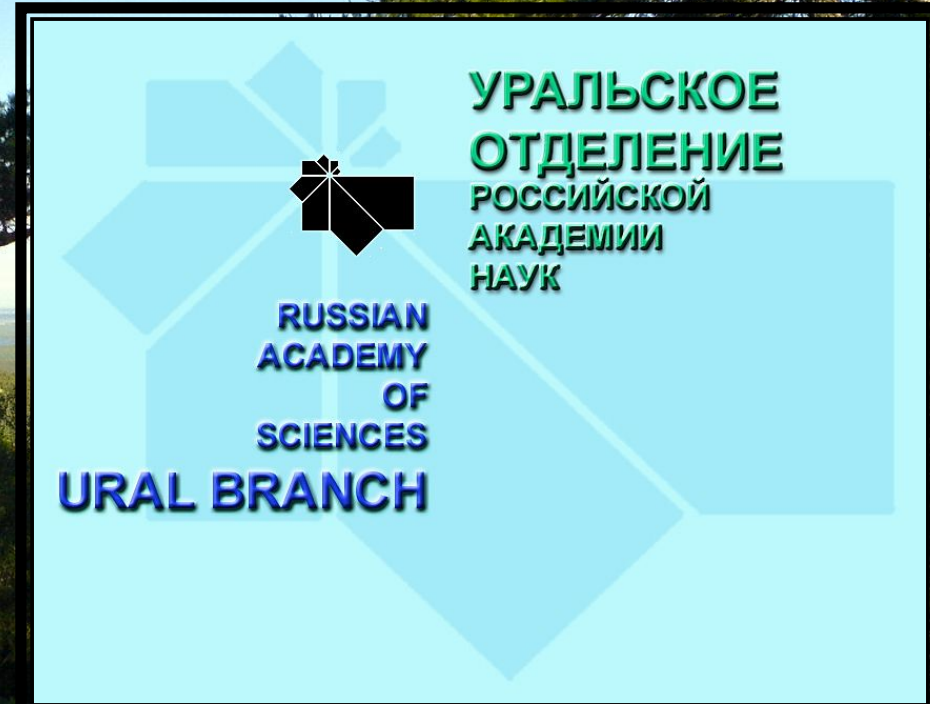 УРАЛЬСКОЕ
ОТДЕЛЕНИЕ
РОССИЙСКОЙ
АКАДЕМИИ
НАУК
RUSSIAN
ACADEMY
OF
SCIENCES
URAL BRANCH